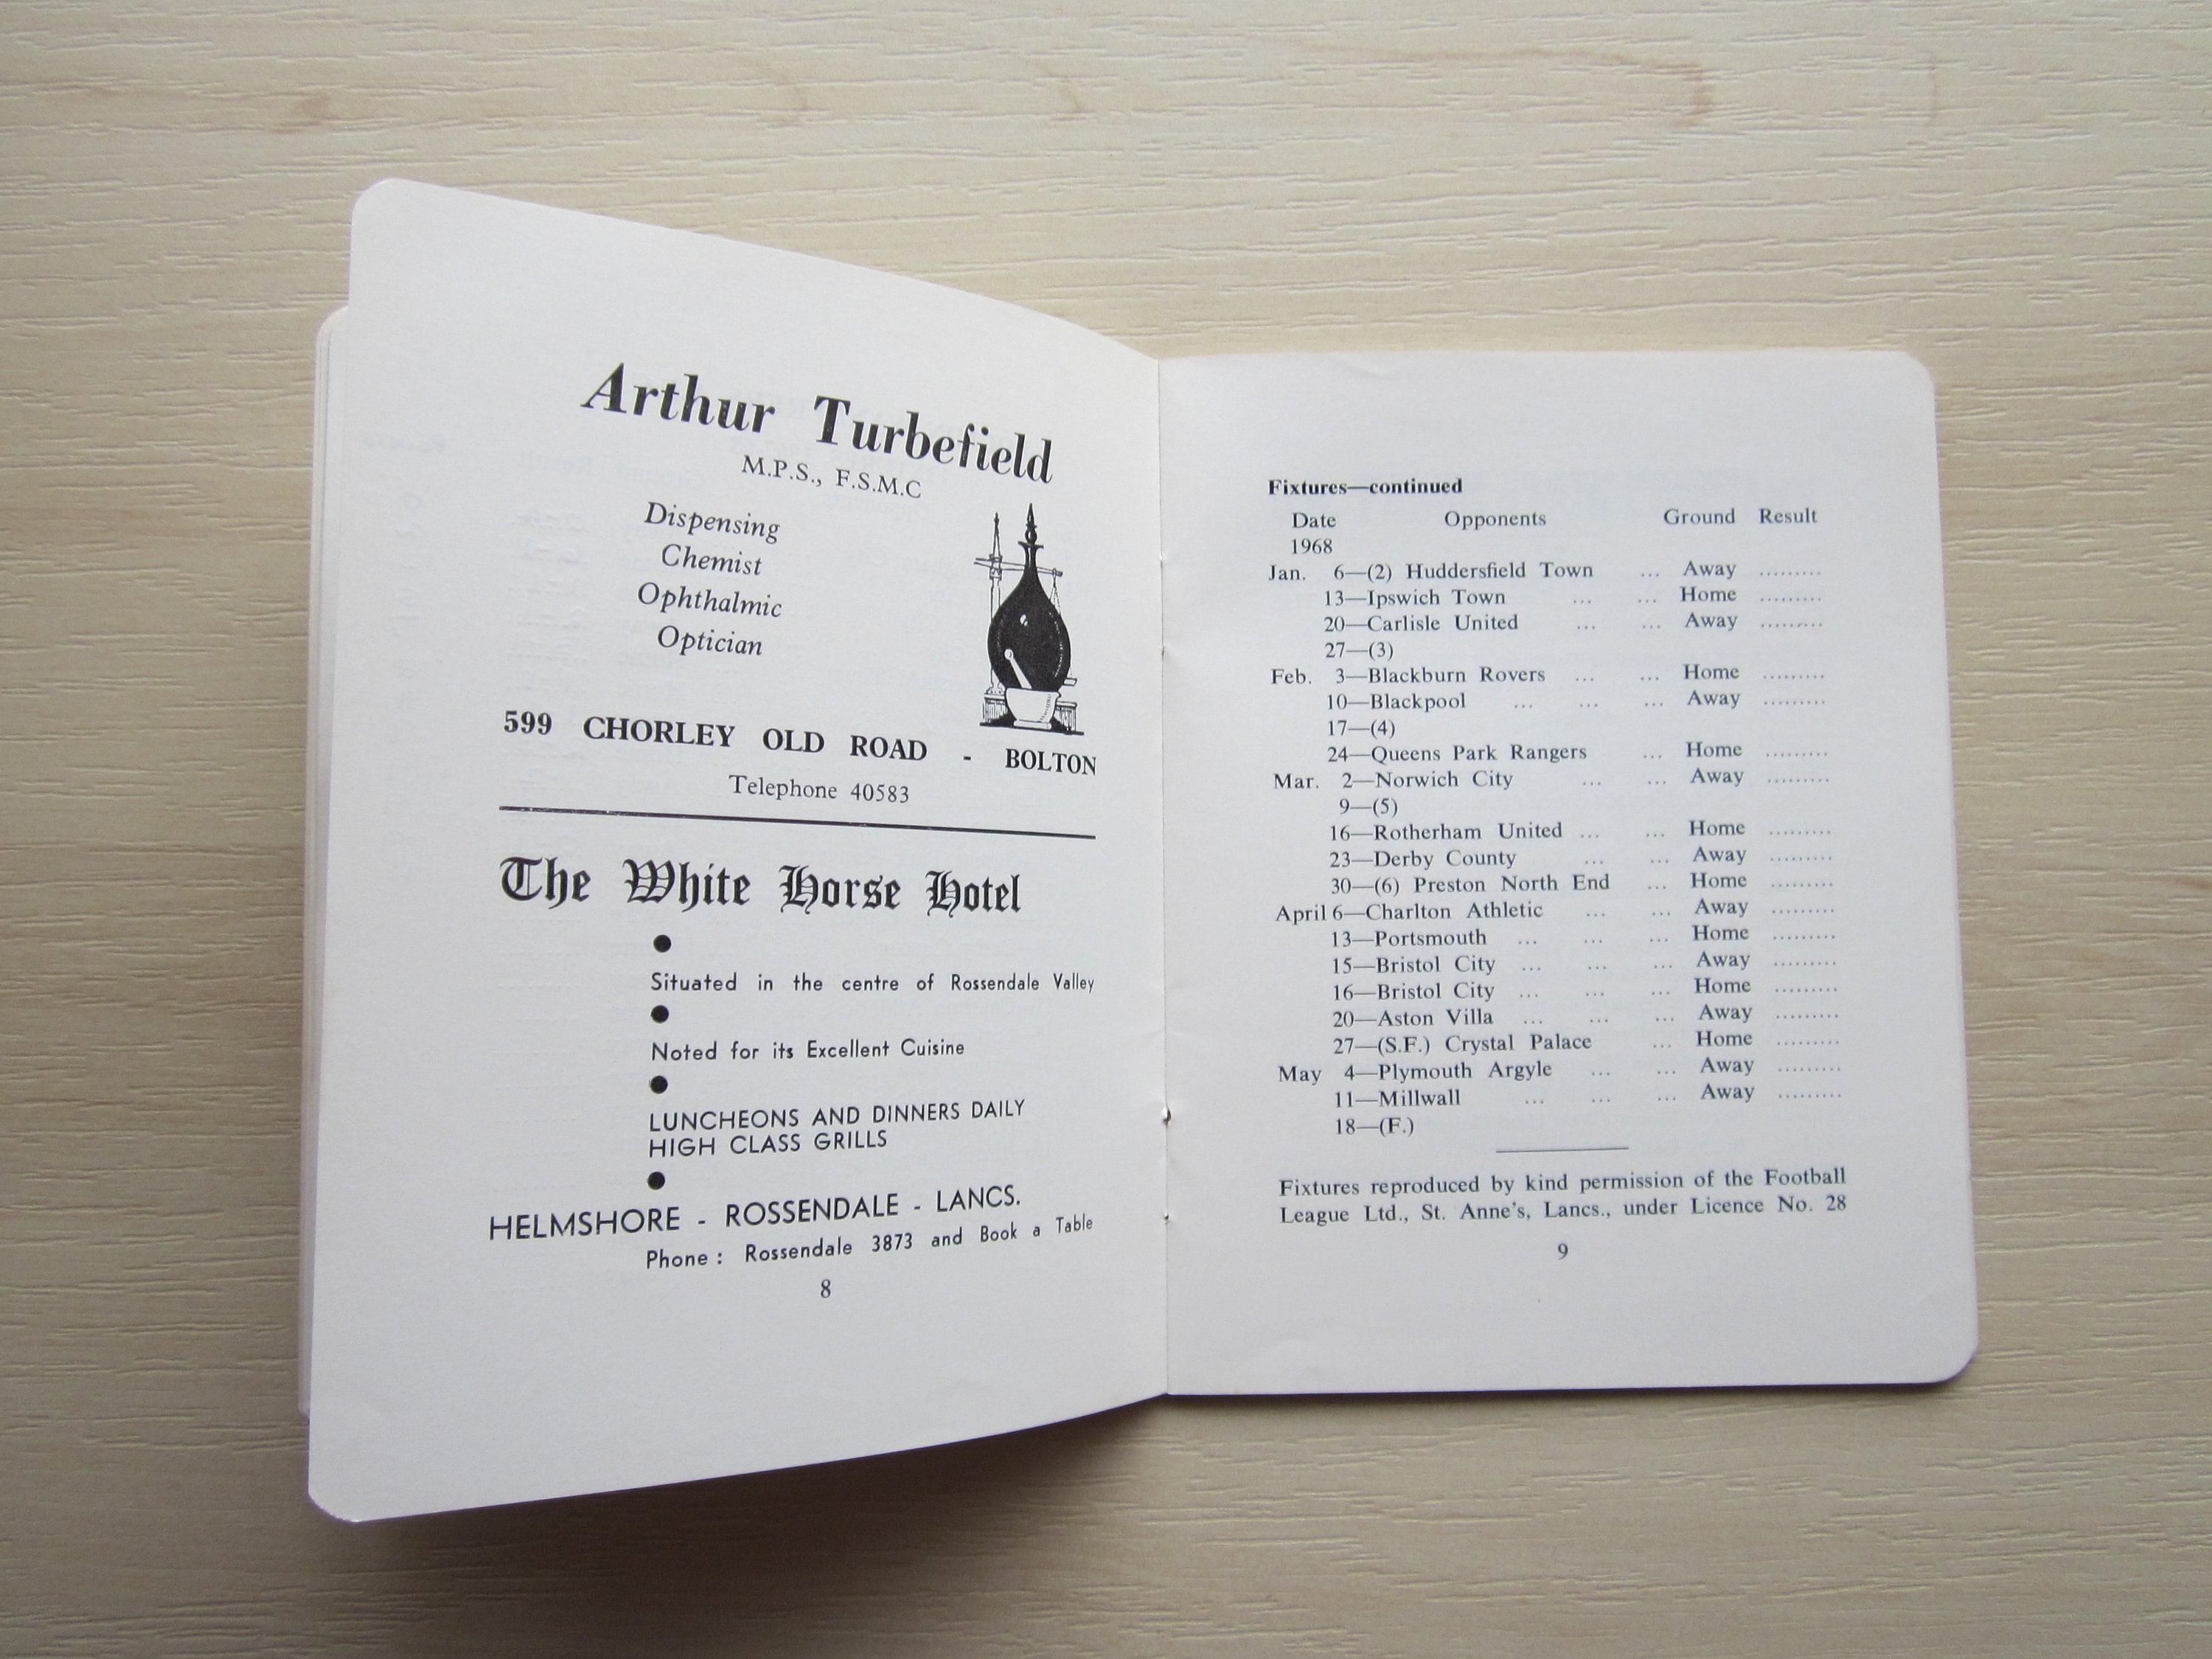 Arthur Turbefield
M.P.S., F.S.M.C
Dispensing
Chemist
Ophthalmic
Optician
599 CHORLEY OLD ROAD - BOLTON
Telephone 40583
The White Horse Hotel
● 
Situated in the centre of Rossendale Valley
●
Noted for its Excellent Cuisine
●
LUNCHEONS AND DINNERS DAILY
HIGH CLASS GRILLS
●
HELMSHORE - ROSSENDALE - LANCS.
Phone : Rossendale 3873 and Book a Table
8
Fixtures—continued
Date Opponents Ground Result
1968
Jan. 6—(2) Huddersfield Town ... Away .........
13—Ipswich Town ... ... Home .........
20—Carlisle United ... ... Away .........
27—(3)
Feb. 3—Blackburn Rovers ... ... Home .........
10—Blackpool ... ... ... Away .........
17—(4)
24—Queens Park Rangers ... Home .........
Mar. 2—Norwich City ... ... Away .........
9—(5)
16—Rotherham United ... ... Home .........
23—Derby County ... ... Away .........
30—(6) Preston North End ... Home .........
April 6—Charlton Athletic ... ... Away .........
13—Portsmouth ... ... ... Home .........
15—Bristol City ... ... ... Away .........
16—Bristol City ... ... ... Home .........
20—Aston Villa ... ... ... Away .........
27—(S.F.) Crystal Palace ... Home .........
May 4—Plymouth Argyle ... ... Away .........
11—Millwall ... ... ... Away .........
18—(F.)
Fixtures reproduced by kind permission of the Football
League Ltd., St. Anne's, Lancs., under Licence No. 28
9